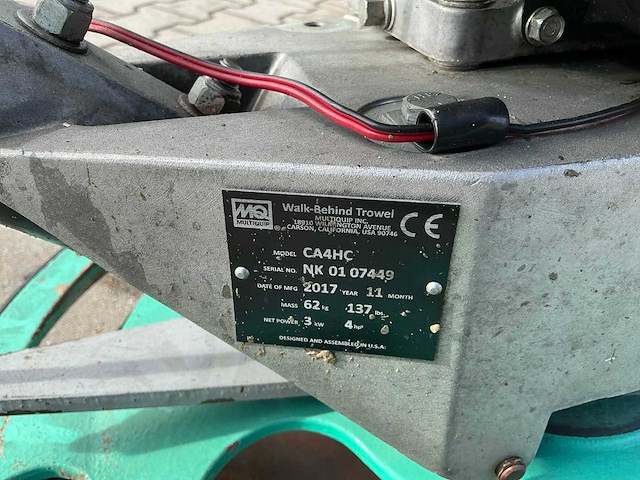 MQ Walk-Behind Trowel CE
MULTIQUIP ® MULTIQUIP INC.
18910 WILMINGTON AVENUE
CARSON, CALIFORNIA, USA 90746
MODEL CA4HC
SERIAL NO. NK 01 07449
DATE OF MFG 2017 YEAR 11 MONTH
MASS 62 kg 137 lbs.
NET POWER 3 kW 4 hp
DESIGNED AND ASSEMBLED IN U.S.A.